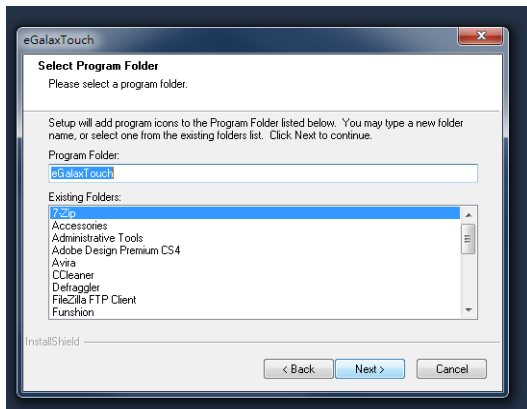 eGalaxTouch
Select Program Folder
Please select a program folder.
Setup will add program icons to the Program Folder listed below.  You may type a new folder
name, or select one from the existing folders list.  Click Next to continue.
Program Folder:
eGalaxTouch
Existing Folders:
7-Zip
Accessories
Administrative Tools
Adobe Design Premium CS4
Avira
CCleaner
Defraggler
FileZilla FTP Client
Funshion
InstallShield
< Back
Next >
Cancel